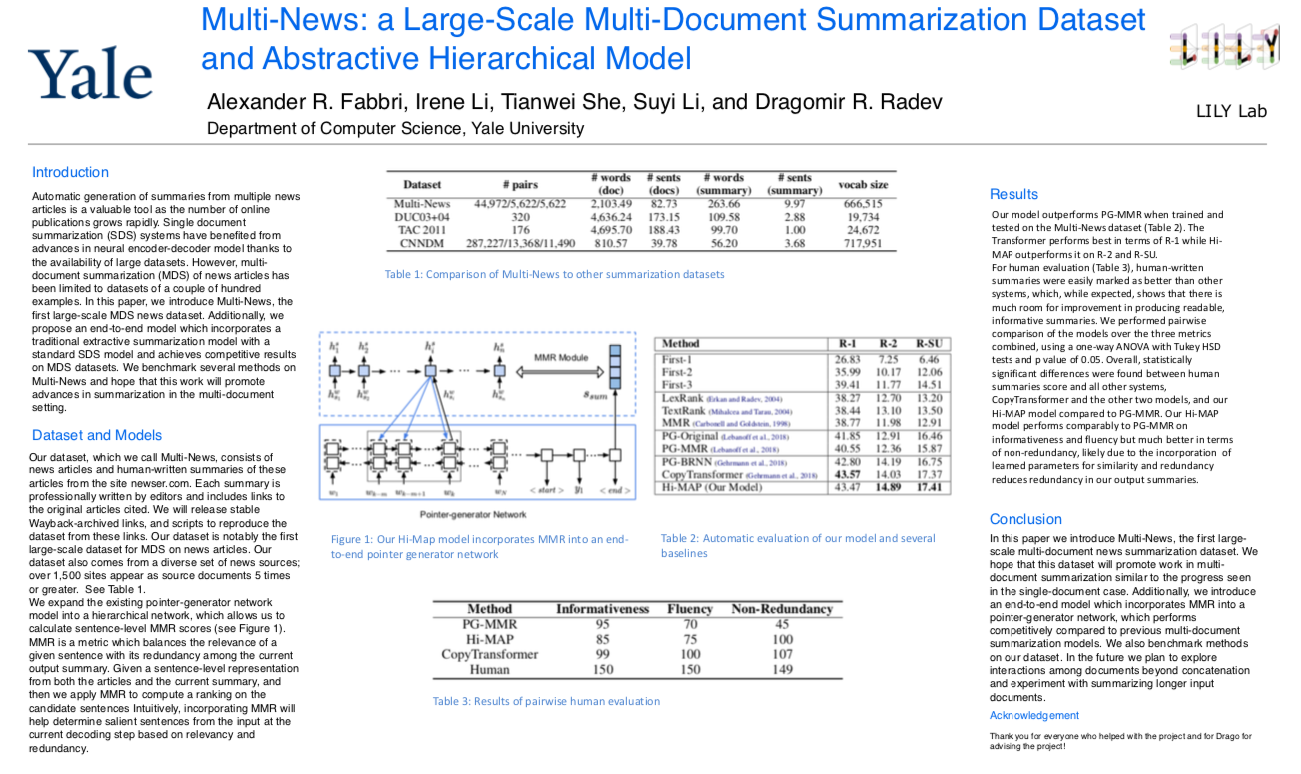 Multi-News: a Large-Scale Multi-Document Summarization Dataset
and Abstractive Hierarchical Model
Yale
LILY
Alexander R. Fabbri, Irene Li, Tianwei She, Suyi Li, and Dragomir R. Radev
Department of Computer Science, Yale University
LILY Lab
Introduction
Automatic generation of summaries from multiple news
articles is a valuable tool as the number of online
publications grows rapidly. Single document
summarization (SDS) systems have benefited from
advances in neural encoder-decoder model thanks to
the availability of large datasets. However, multi-
document summarization (MDS) of news articles has
been limited to datasets of a couple of hundred
examples. In this paper, we introduce Multi-News, the
first large-scale MDS news dataset. Additionally, we
propose an end-to-end model which incorporates a
traditional extractive summarization model with a
standard SDS model and achieves competitive results
on MDS datasets. We benchmark several methods on
Multi-News and hope that this work will promote
advances in summarization in the multi-document
setting.
Dataset and Models
Our dataset, which we call Multi-News, consists of
news articles and human-written summaries of these
articles from the site newser.com. Each summary is
professionally written by editors and includes links to
the original articles cited. We will release stable
Wayback-archived links, and scripts to reproduce the
dataset from these links. Our dataset is notably the first
large-scale dataset for MDS on news articles. Our
dataset also comes from a diverse set of news sources;
over 1,500 sites appear as source documents 5 times
or greater. See Table 1.
We expand the existing pointer-generator network
model into a hierarchical network, which allows us to
calculate sentence-level MMR scores (see Figure 1).
MMR is a metric which balances the relevance of a
given sentence with its redundancy among the current
output summary. Given a sentence-level representation
from both the articles and the current summary, and
then we apply MMR to compute a ranking on the
candidate sentences Intuitively, incorporating MMR will
help determine salient sentences from the input at the
current decoding step based on relevancy and
redundancy.
Dataset # pairs # words (doc) # sents (docs) # words (summary) # sents (summary) vocab size
Multi-News 44,972/5,622/5,622 2,103.49 82.73 263.66 9.97 666,515
DUC03+04 320 4,636.24 173.15 109.58 2.88 19,734
TAC 2011 176 4,695.70 188.43 99.70 1.00 24,672
CNNDM 287,227/13,368/11,490 810.57 39.78 56.20 3.68 717,951
Table 1: Comparison of Multi-News to other summarization datasets
MMR Module
s_sum
w_1 w_k-m w_k-m+1 w_k w_N < start > y_1 < end >
Pointer-generator Network
Figure 1: Our Hi-Map model incorporates MMR into an end-
to-end pointer generator network
Method R-1 R-2 R-SU
First-1 26.83 7.25 6.46
First-2 35.99 10.17 12.06
First-3 39.41 11.77 14.51
LexRank (Erkan and Radev, 2004) 38.27 12.70 13.20
TextRank (Mihalcea and Tarau, 2004) 38.44 13.10 13.50
MMR (Carbonell and Goldstein, 1998) 38.77 11.98 12.91
PG-Original (Lebanoff et al., 2018) 41.85 12.91 16.46
PG-MMR (Lebanoff et al., 2018) 40.55 12.36 15.87
PG-BRNN (Gehrmann et al., 2018) 42.80 14.19 16.75
CopyTransformer (Gehrmann et al., 2018) 43.57 14.03 17.37
Hi-MAP (Our Model) 43.47 14.89 17.41
Table 2: Automatic evaluation of our model and several
baselines
Method Informativeness Fluency Non-Redundancy
PG-MMR 95 70 45
Hi-MAP 85 75 100
CopyTransformer 99 100 107
Human 150 150 149
Table 3: Results of pairwise human evaluation
Results
Our model outperforms PG-MMR when trained and
tested on the Multi-News dataset (Table 2). The
Transformer performs best in terms of R-1 while Hi-
MAP outperforms it on R-2 and R-SU.
For human evaluation (Table 3), human-written
summaries were easily marked as better than other
systems, which, while expected, shows that there is
much room for improvement in producing readable,
informative summaries. We performed pairwise
comparison of the models over the three metrics
combined, using a one-way ANOVA with Tukey HSD
tests and p value of 0.05. Overall, statistically
significant differences were found between human
summaries score and all other systems,
CopyTransformer and the other two models, and our
Hi-MAP model compared to PG-MMR. Our Hi-MAP
model performs comparably to PG-MMR on
informativeness and fluency but much better in terms
of non-redundancy, likely due to the incorporation of
learned parameters for similarity and redundancy
reduces redundancy in our output summaries.
Conclusion
In this paper we introduce Multi-News, the first large-
scale multi-document news summarization dataset. We
hope that this dataset will promote work in multi-
document summarization similar to the progress seen
in the single-document case. Additionally, we introduce
an end-to-end model which incorporates MMR into a
pointer-generator network, which performs
competitively compared to previous multi-document
summarization models. We also benchmark methods
on our dataset. In the future we plan to explore
interactions among documents beyond concatenation
and experiment with summarizing longer input
documents.
Acknowledgement
Thank you for everyone who helped with the project and for Drago for
advising the project!